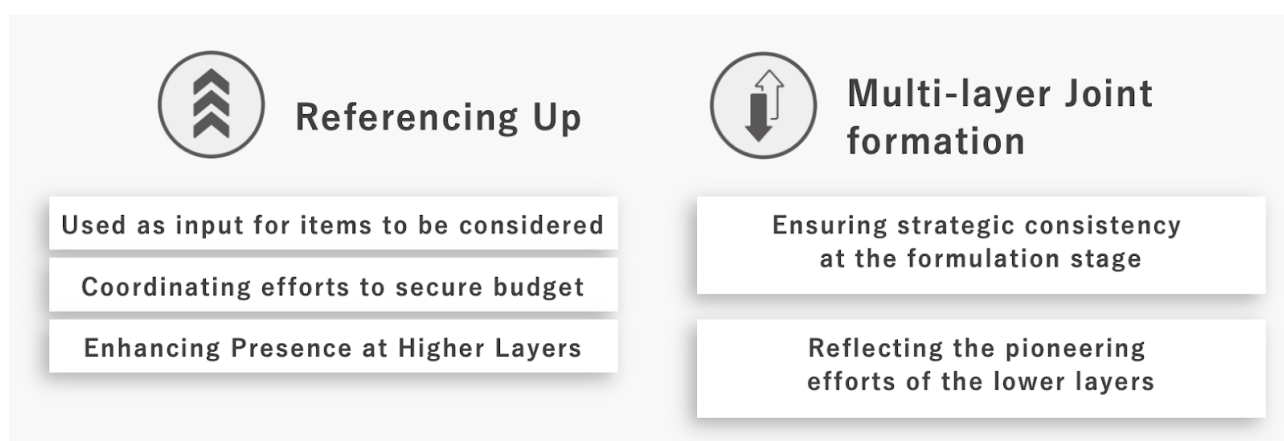 Referencing Up
Used as input for items to be considered
Coordinating efforts to secure budget
Enhancing Presence at Higher Layers
Multi-layer Joint
formation
Ensuring strategic consistency
at the formulation stage
Reflecting the pioneering
efforts of the lower layers